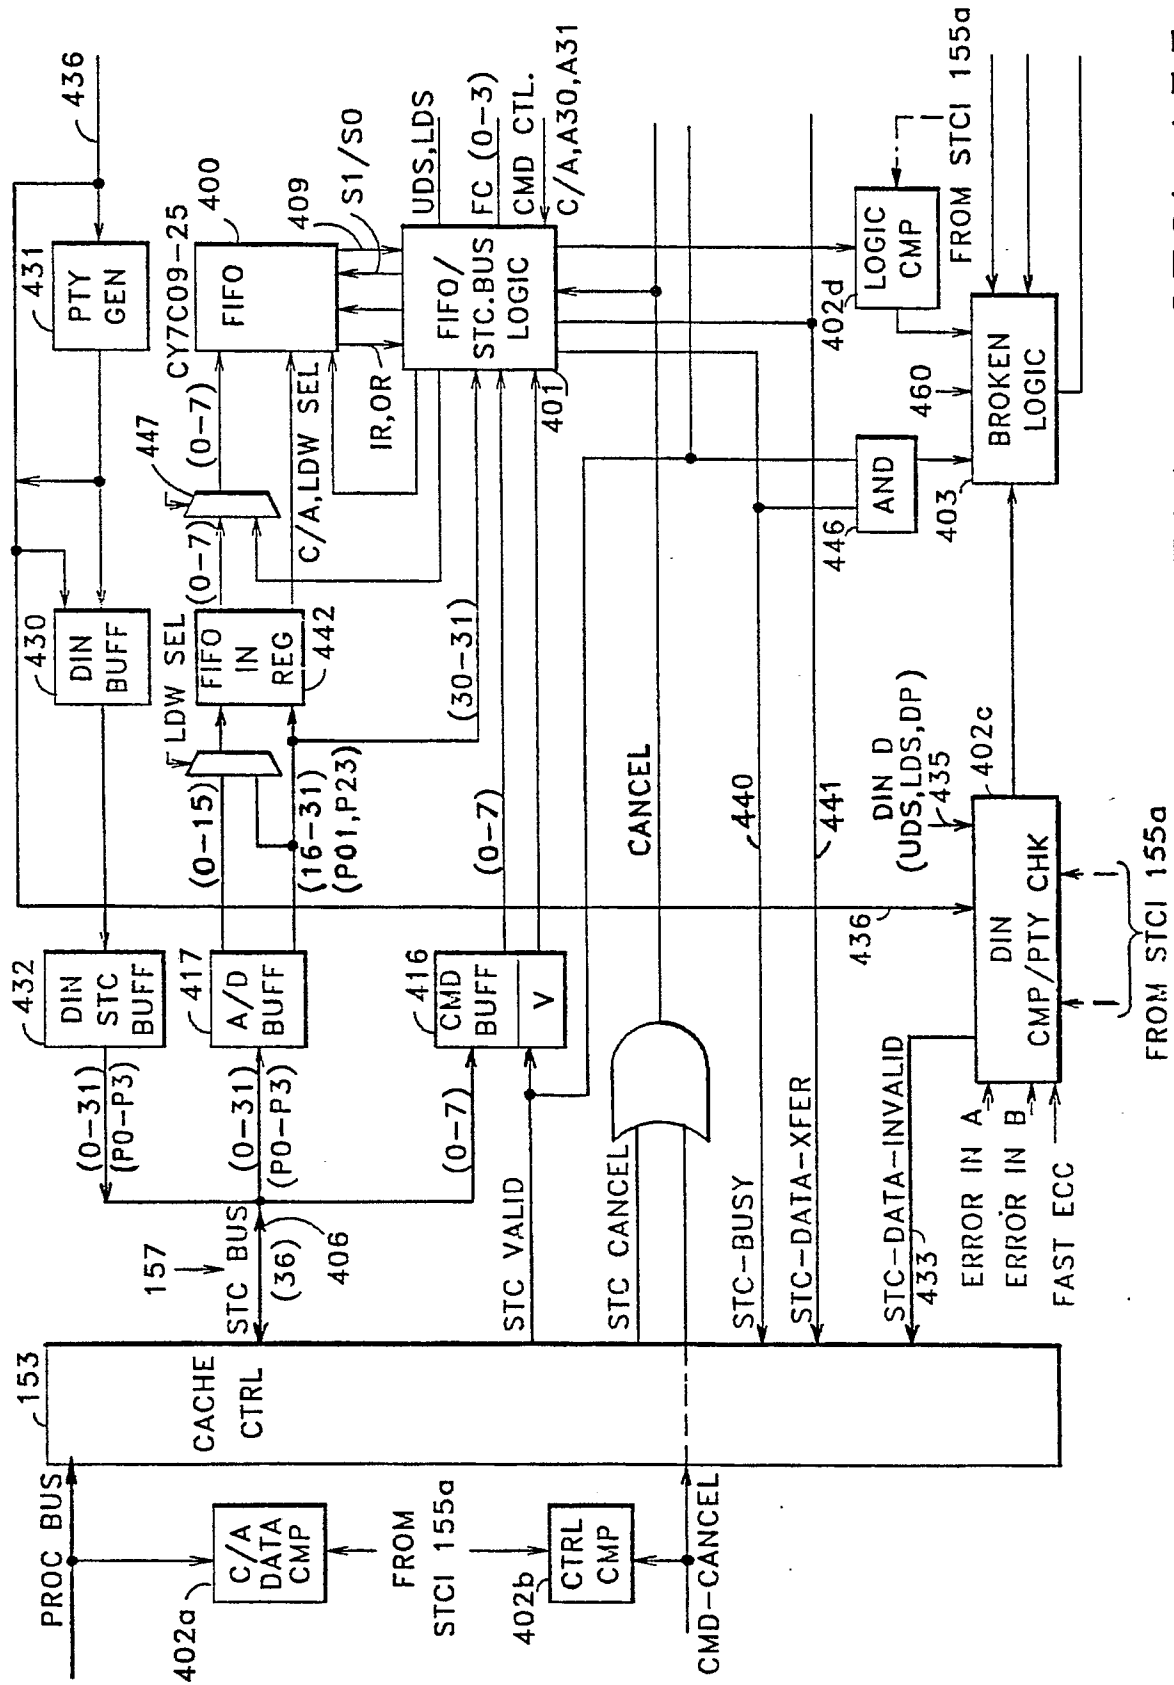 PROC BUS
153
CACHE
CTRL
402a
C/A
DATA
CMP
FROM
STCI 155a
402b
CTRL
CMP
CMD-CANCEL
157
STC BUS
(36)
406
(0-31)
(P0-P3)
(0-31)
(P0-P3)
(0-7)
STC VALID
STC CANCEL
STC-BUSY
STC-DATA-XFER
STC-DATA-INVALID
433
ERROR IN A
ERROR IN B
FAST ECC
432
DIN
STC
BUFF
417
A/D
BUFF
416
CMD
BUFF
V
436
DIN
CMP/PTY CHK
402c
FROM STCI 155a
DIN D
(UDS,LDS,DP)
435
(0-15)
(16-31)
(P01,P23)
(0-7)
CANCEL
440
441
LDW SEL
430
DIN
BUFF
FIFO
IN
REG
442
(30-31)
(0-7)
447
(0-7)
C/A,LDW SEL
431
PTY
GEN
436
CY7C09-25
400
FIFO
409
S1/S0
IR,OR
FIFO/
STC.BUS
LOGIC
401
UDS,LDS
FC (0-3)
CMD CTL.
C/A,A30,A31
446
AND
402d
LOGIC
CMP
FROM STCI 155a
460
403
BROKEN
LOGIC